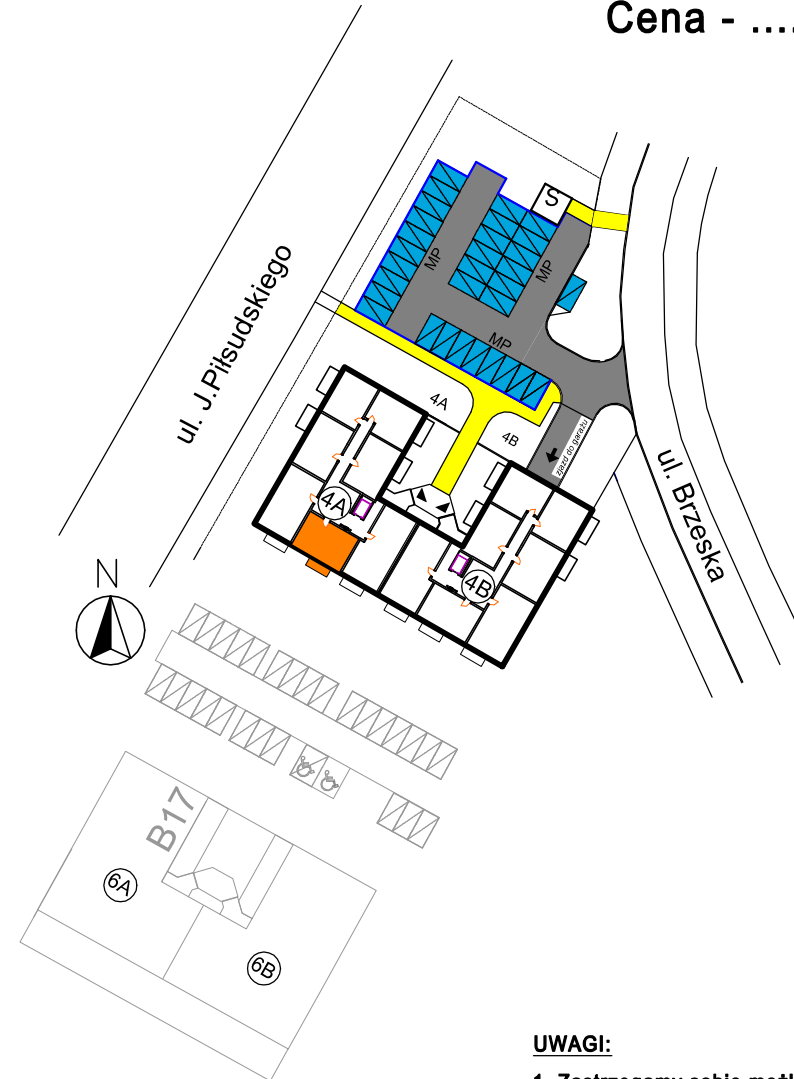 Cena - ....
S
MP
MP
MP
ul. J.Piłsudskiego
4A
4B
zjazd do garażu
ul. Brzeska
4A
4B
N
B17
6A
6B
UWAGI: